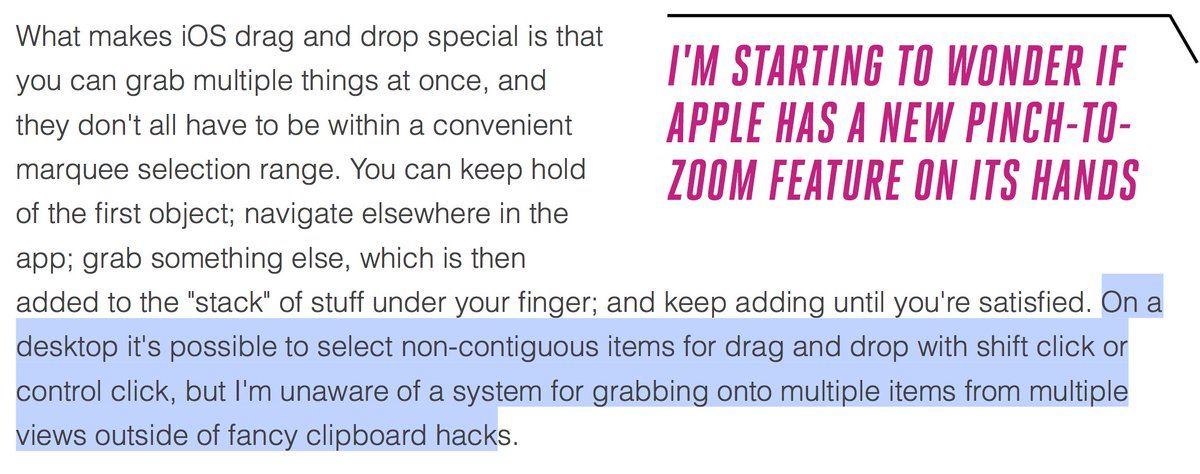 What makes iOS drag and drop special is that
you can grab multiple things at once, and
they don't all have to be within a convenient
marquee selection range. You can keep hold
of the first object; navigate elsewhere in the
app; grab something else, which is then
added to the "stack" of stuff under your finger; and keep adding until you're satisfied. On a
desktop it's possible to select non-contiguous items for drag and drop with shift click or
control click, but I'm unaware of a system for grabbing onto multiple items from multiple
views outside of fancy clipboard hacks.
I'M STARTING TO WONDER IF
APPLE HAS A NEW PINCH-TO-
ZOOM FEATURE ON ITS HANDS